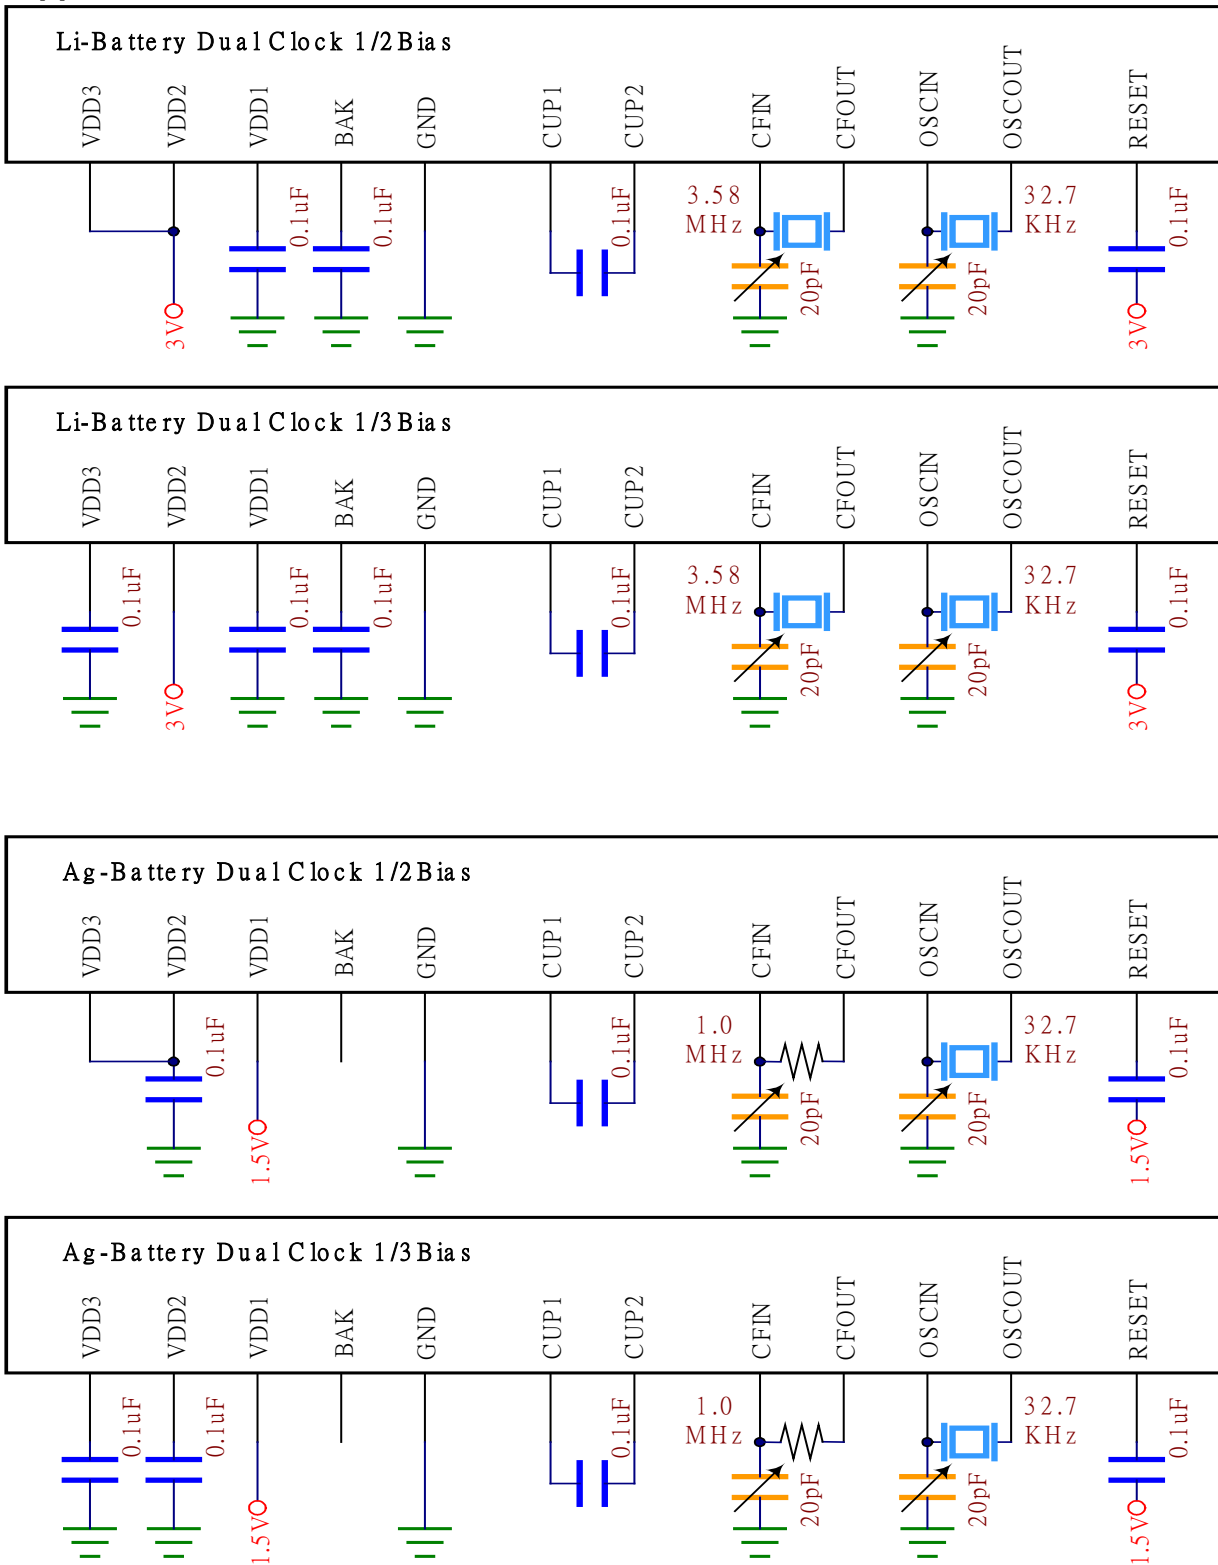 Li-Battery Dual Clock 1/2 Bias
VDD3
VDD2
VDD1
BAK
GND
CUP1
CUP2
CFIN
CFOUT
OSCIN
OSCOUT
RESET
0.1uF
0.1uF
0.1uF
3.58
MHz
20pF
32.7
KHz
20pF
0.1uF
3V
3V
Li-Battery Dual Clock 1/3 Bias
VDD3
VDD2
VDD1
BAK
GND
CUP1
CUP2
CFIN
CFOUT
OSCIN
OSCOUT
RESET
0.1uF
0.1uF
0.1uF
0.1uF
3.58
MHz
20pF
32.7
KHz
20pF
0.1uF
3V
3V
Ag-Battery Dual Clock 1/2 Bias
VDD3
VDD2
VDD1
BAK
GND
CUP1
CUP2
CFIN
CFOUT
OSCIN
OSCOUT
RESET
0.1uF
0.1uF
1.0
MHz
20pF
32.7
KHz
20pF
0.1uF
1.5V
1.5V
Ag-Battery Dual Clock 1/3 Bias
VDD3
VDD2
VDD1
BAK
GND
CUP1
CUP2
CFIN
CFOUT
OSCIN
OSCOUT
RESET
0.1uF
0.1uF
0.1uF
1.0
MHz
20pF
32.7
KHz
20pF
0.1uF
1.5V
1.5V